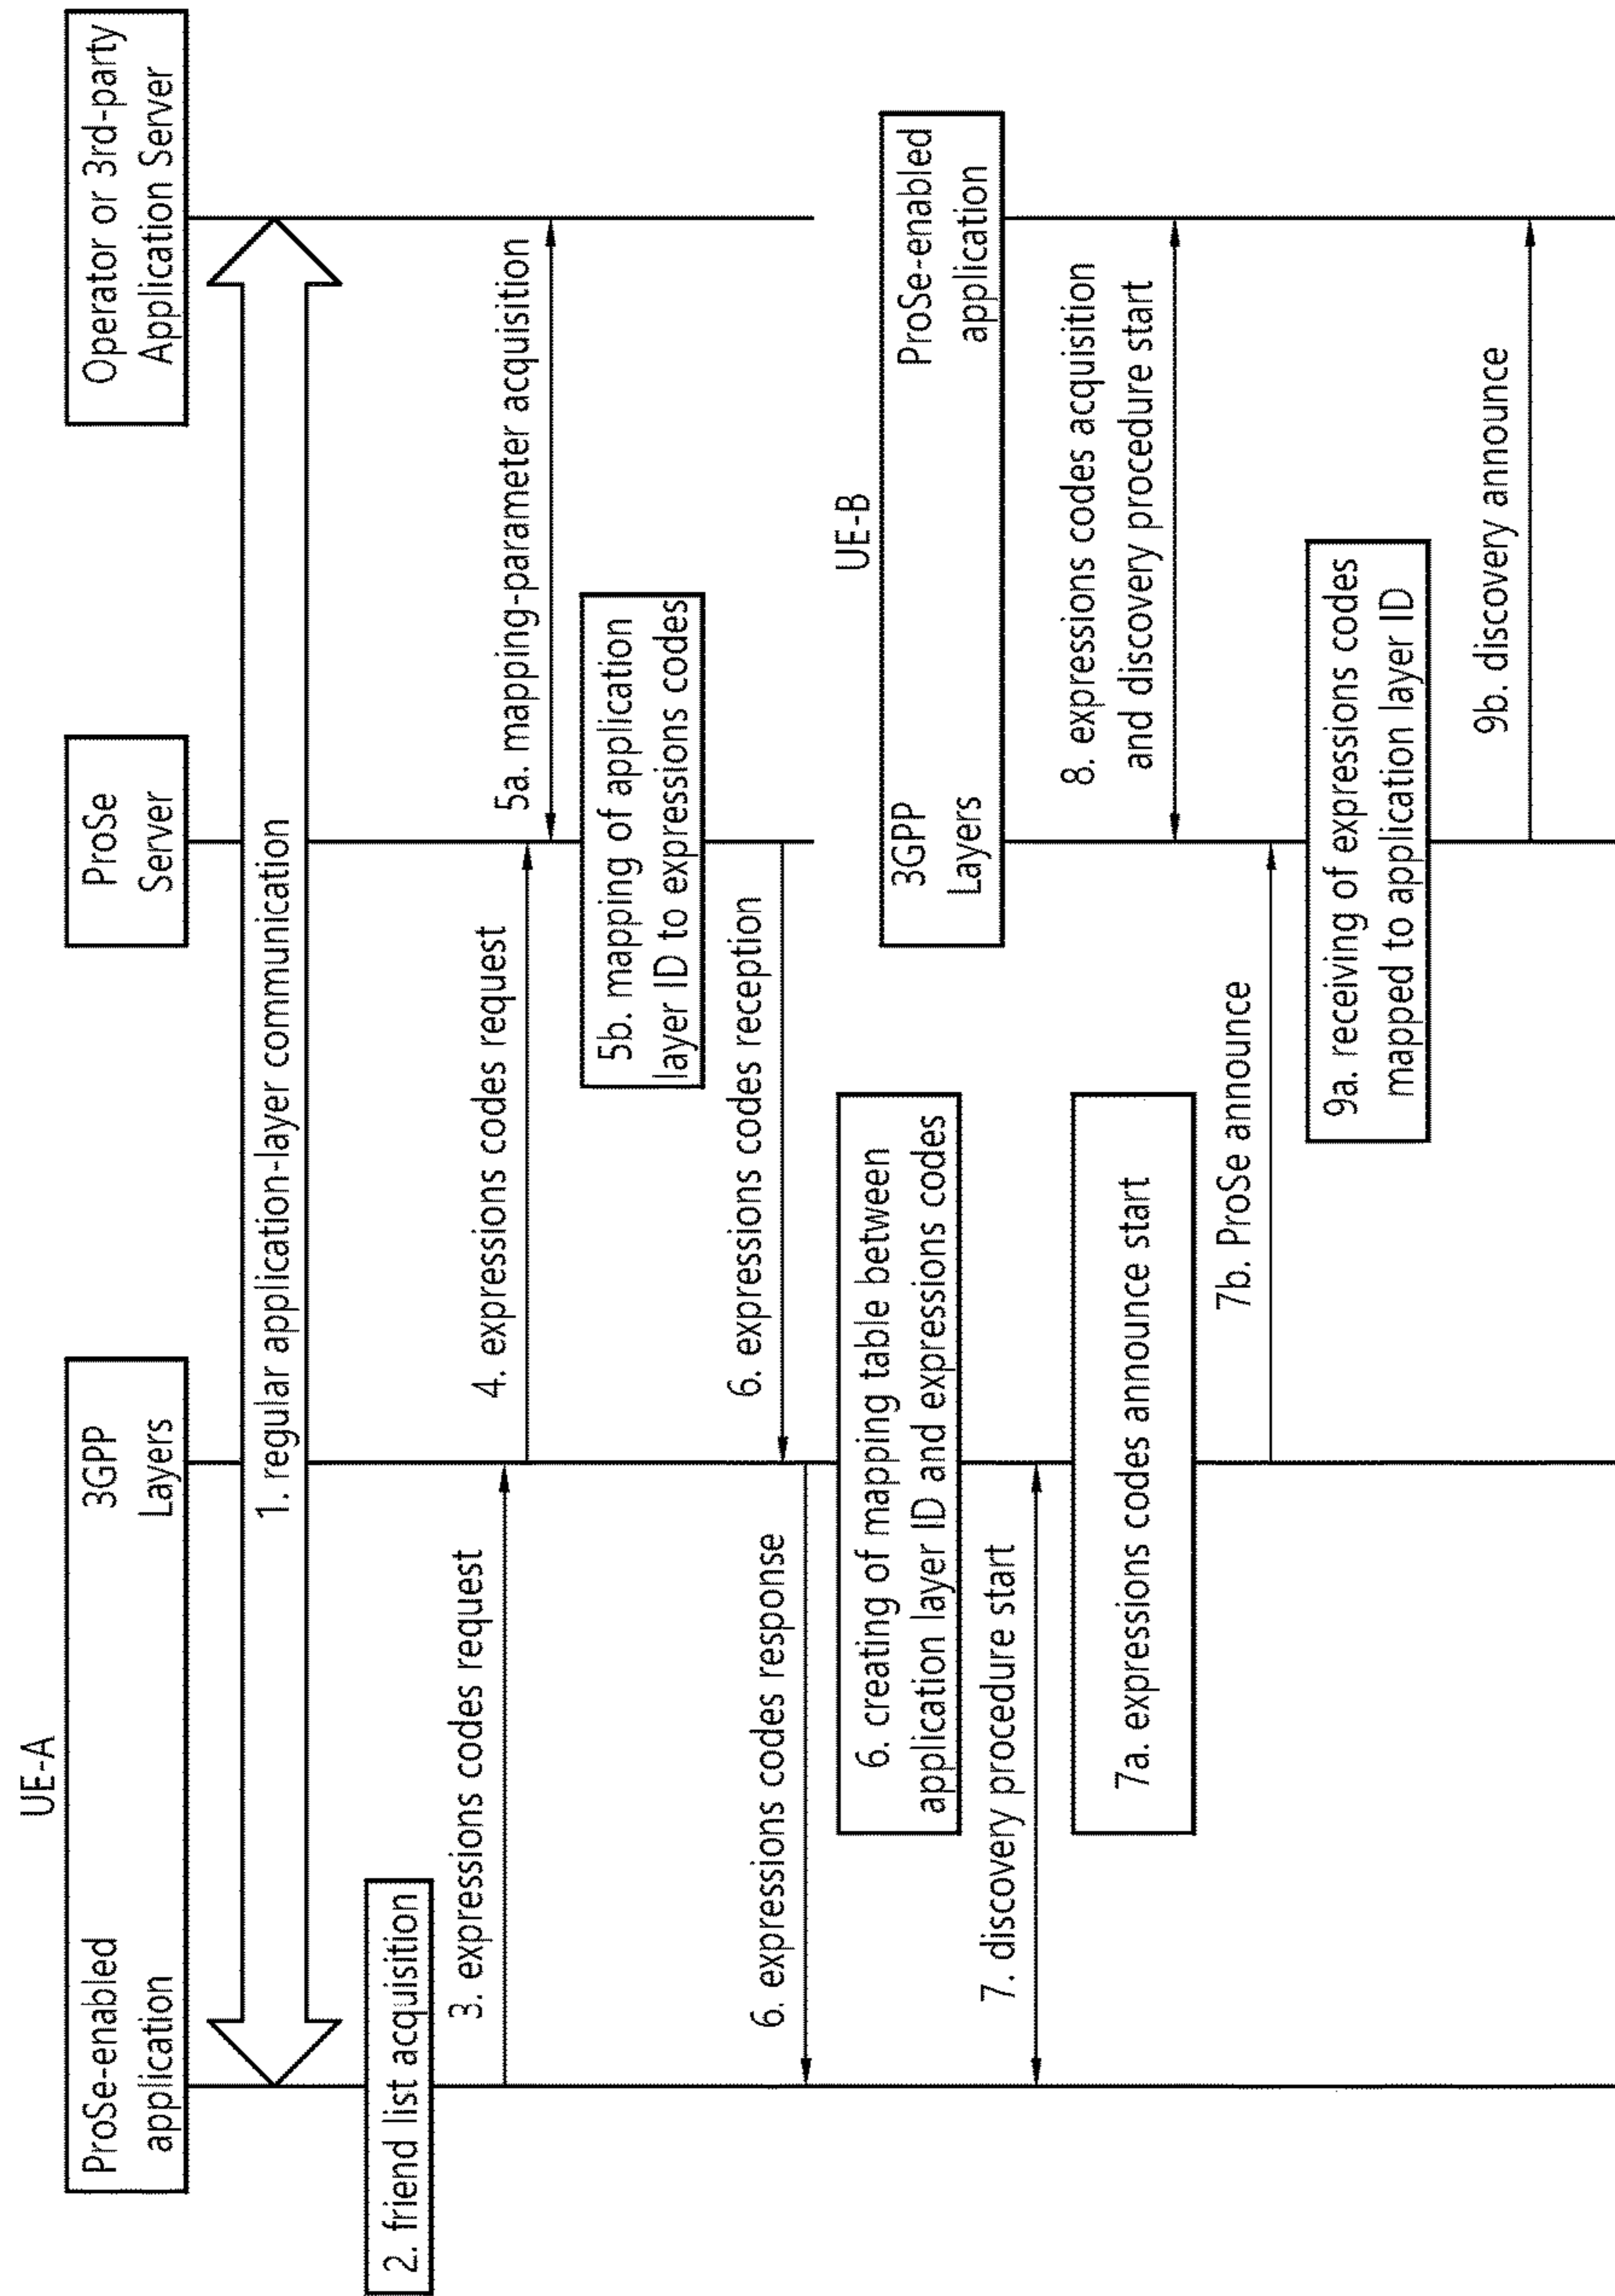 UE-A
ProSe-enabled
application
3GPP
Layers
ProSe
Server
Operator or 3rd-party
Application Server
1. regular application-layer communication
2. friend list acquisition
3. expressions codes request
4. expressions codes request
5a. mapping-parameter acquisition
5b. mapping of application
layer ID to expressions codes
6. expressions codes reception
6. expressions codes response
6. creating of mapping table between
application layer ID and expressions codes
UE-B
3GPP
Layers
ProSe-enabled
application
7. discovery procedure start
7a. expressions codes announce start
8. expressions codes acquisition
and discovery procedure start
7b. ProSe announce
9a. receiving of expressions codes
mapped to application layer ID
9b. discovery announce